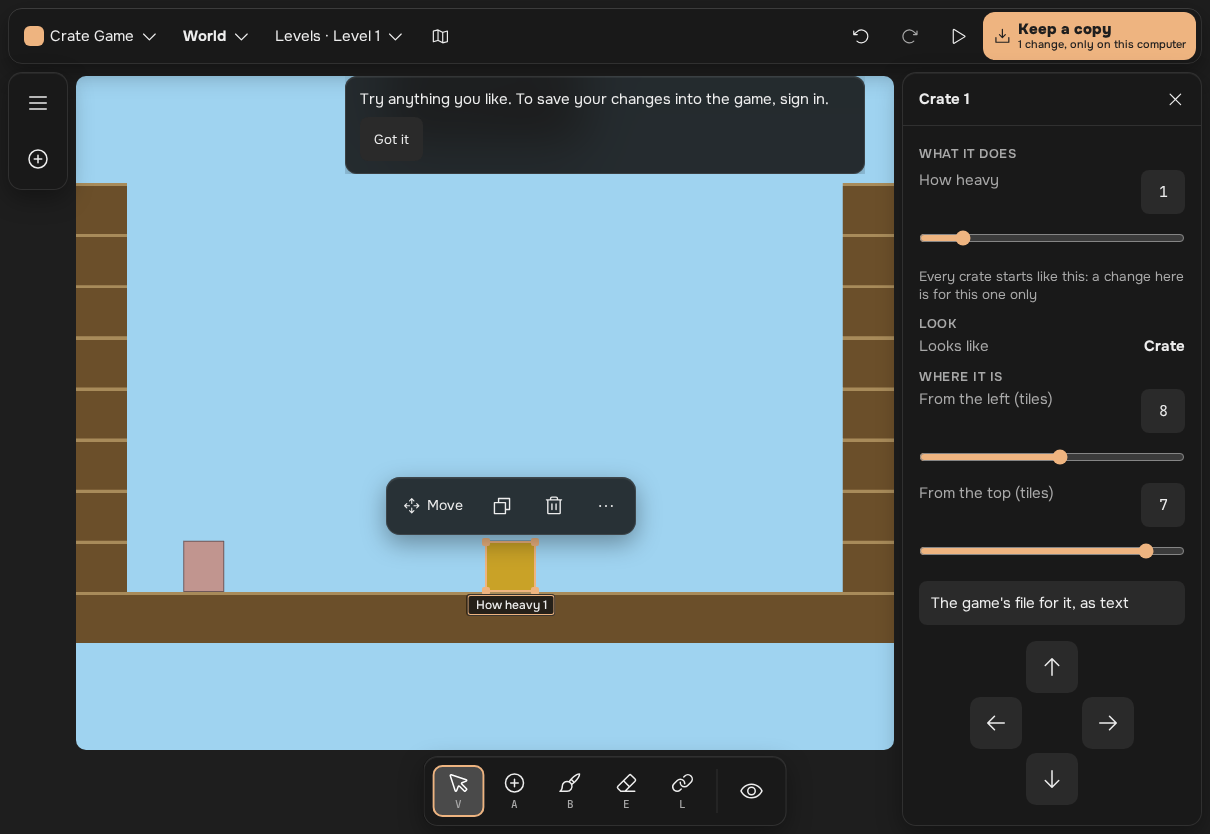 Crate Game
World
Levels · Level 1
Keep a copy
1 change, only on this computer
Try anything you like. To save your changes into the game, sign in.
Got it
Move
How heavy 1
V
A
B
E
L
Crate 1
WHAT IT DOES
How heavy
1
Every crate starts like this: a change here
is for this one only
LOOK
Looks like
Crate
WHERE IT IS
From the left (tiles)
8
From the top (tiles)
7
The game's file for it, as text